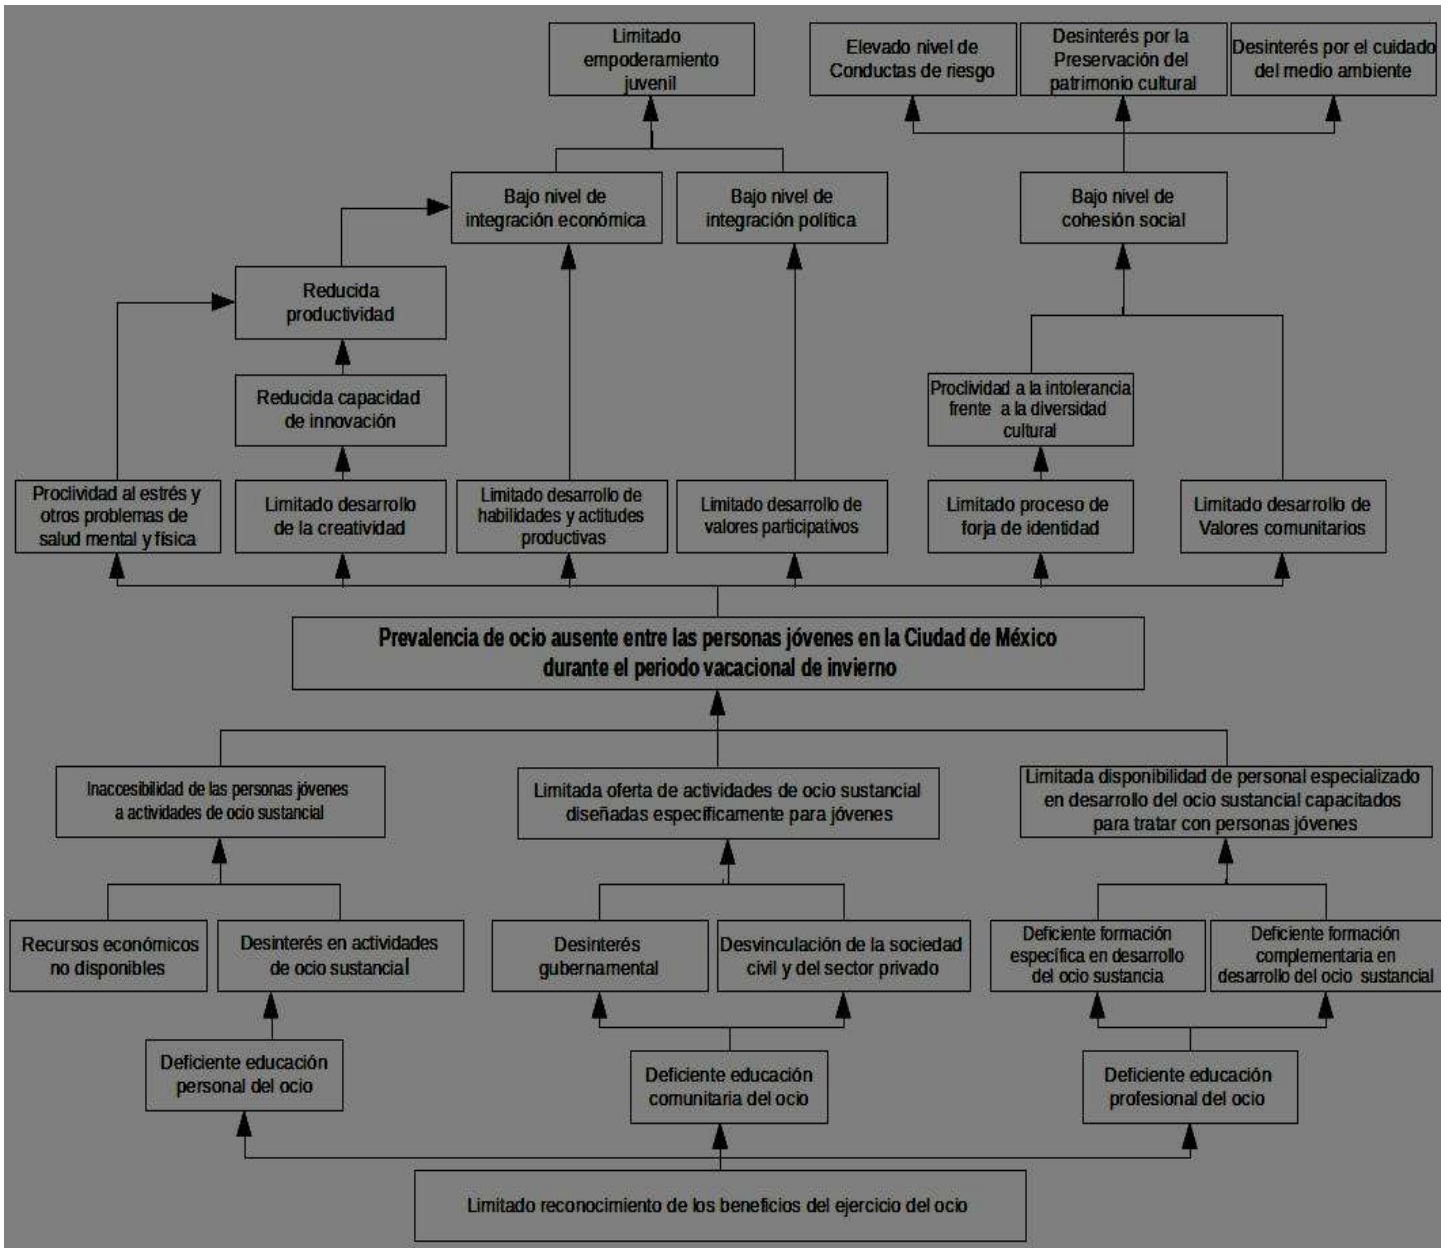 Limitado
empoderamiento
juvenil
Elevado nivel de
Conductas de riesgo
Desinterés por la
Preservación del
patrimonio cultural
Desinterés por el cuidado
del medio ambiente
Bajo nivel de
integración económica
Bajo nivel de
integración política
Bajo nivel de
cohesión social
Reducida
productividad
Reducida capacidad
de innovación
Proclividad a la intolerancia
frente a la diversidad
cultural
Proclividad al estrés y
otros problemas de
salud mental y física
Limitado desarrollo
de la creatividad
Limitado desarrollo de
habilidades y actitudes
productivas
Limitado desarrollo de
valores participativos
Limitado proceso de
forja de identidad
Limitado desarrollo de
Valores comunitarios
Prevalencia de ocio ausente entre las personas jóvenes en la Ciudad de México
durante el periodo vacacional de invierno
Inaccesibilidad de las personas jóvenes
a actividades de ocio sustancial
Limitada oferta de actividades de ocio sustancial
diseñadas específicamente para jóvenes
Limitada disponibilidad de personal especializado
en desarrollo del ocio sustancial capacitados
para tratar con personas jóvenes
Recursos económicos
no disponibles
Desinterés en actividades
de ocio sustancial
Desinterés
gubernamental
Desvinculación de la sociedad
civil y del sector privado
Deficiente formación
específica en desarrollo
del ocio sustancia
Deficiente formación
complementaria en
desarrollo del ocio sustancial
Deficiente educación
personal del ocio
Deficiente educación
comunitaria del ocio
Deficiente educación
profesional del ocio
Limitado reconocimiento de los beneficios del ejercicio del ocio